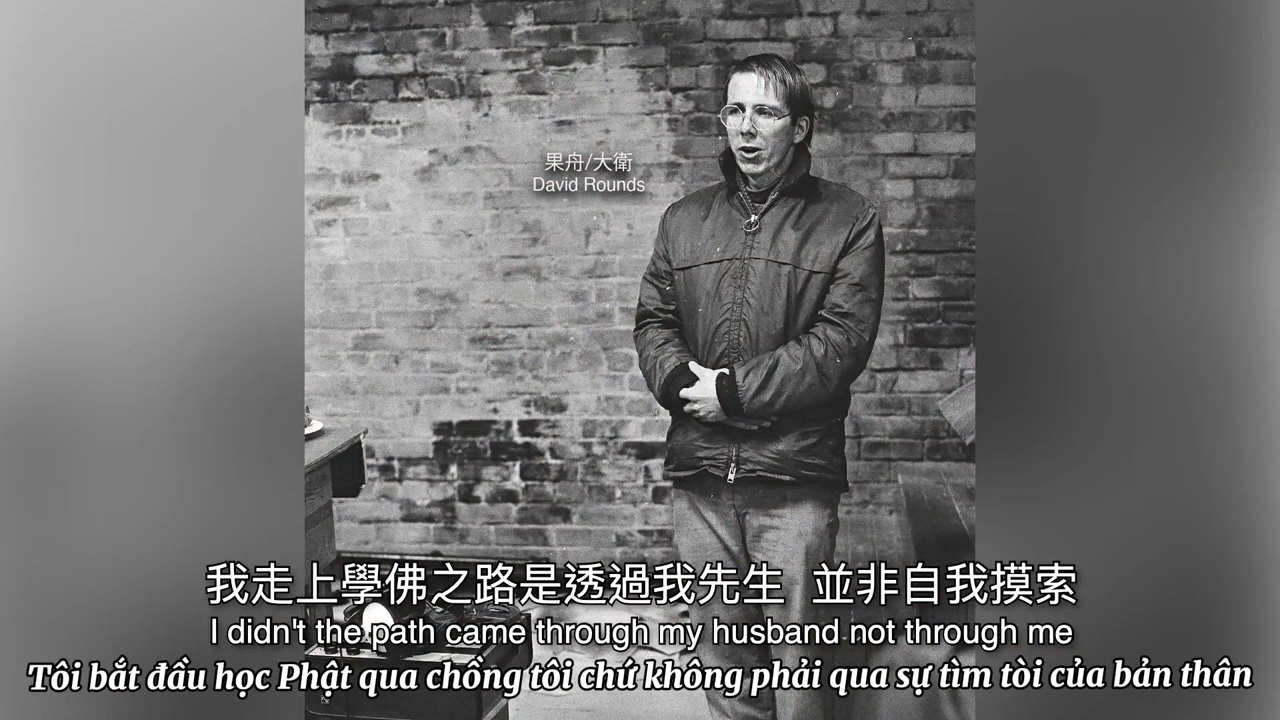 果舟/大衛
David Rounds
我走上學佛之路是透過我先生 並非自我摸索
I didn't the path came through my husband not through me
Tôi bắt đầu học Phật qua chồng tôi chứ không phải qua sự tìm tòi của bản thân